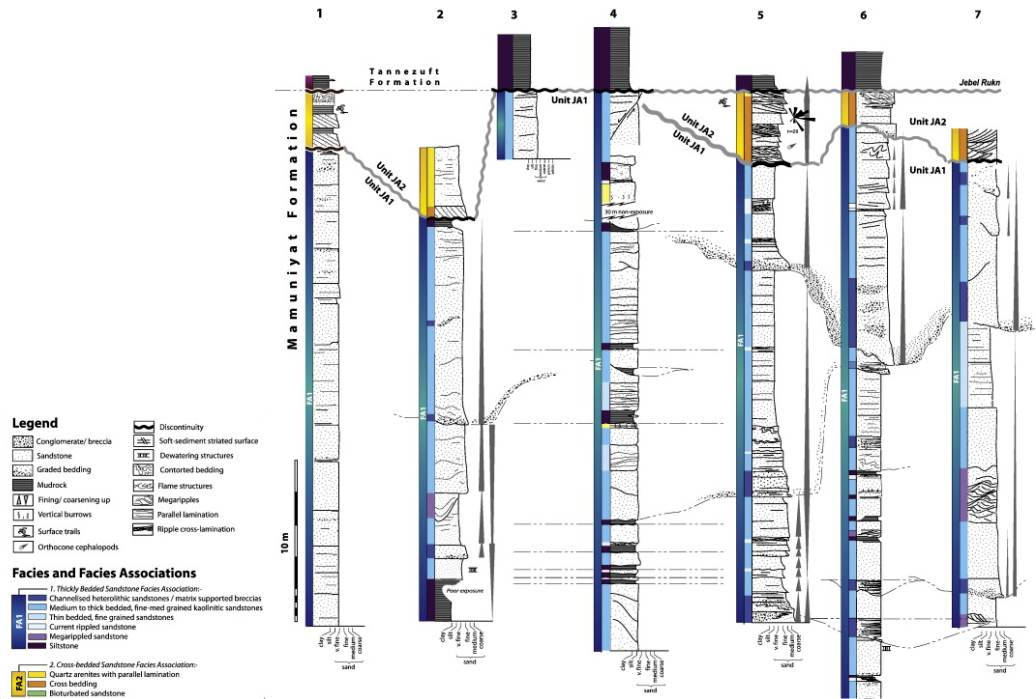 1
2
3
4
5
6
7
Tannezuft
Formation
Jebel Rukn
Mamuniyat Formation
Unit JA2
Unit JA1
Unit JA1
Unit JA2
Unit JA1
Unit JA2
Unit JA1
n=20
30 m non-exposure
FA1
FA1
FA1
FA1
FA1
FA1
Poor exposure
10 m
clay
silt
v. fine
fine
medium
coarse
sand
clay
silt
v. fine
fine
medium
coarse
sand
clay
silt
v. fine
fine
medium
coarse
sand
clay
silt
v. fine
fine
medium
coarse
sand
clay
silt
v. fine
fine
medium
coarse
sand
clay
silt
v. fine
fine
medium
coarse
sand
Legend
Conglomerate/ breccia
Sandstone
Graded bedding
Mudrock
Fining/ coarsening up
Vertical burrows
Surface trails
Orthocone cephalopods
Discontinuity
Soft-sediment striated surface
Dewatering structures
Contorted bedding
Flame structures
Megaripples
Parallel lamination
Ripple cross-lamination
Facies and Facies Associations
1. Thickly Bedded Sandstone Facies Association:-
Channelised heterolithic sandstones / matrix supported breccias
Medium to thick bedded, fine-med grained kaolinitic sandstones
Thin bedded, fine grained sandstones
Current rippled sandstone
Megarippled sandstone
Siltstone
FA1
2. Cross-bedded Sandstone Facies Association:-
Quartz arenites with parallel lamination
Cross bedding
Bioturbated sandstone
FA2